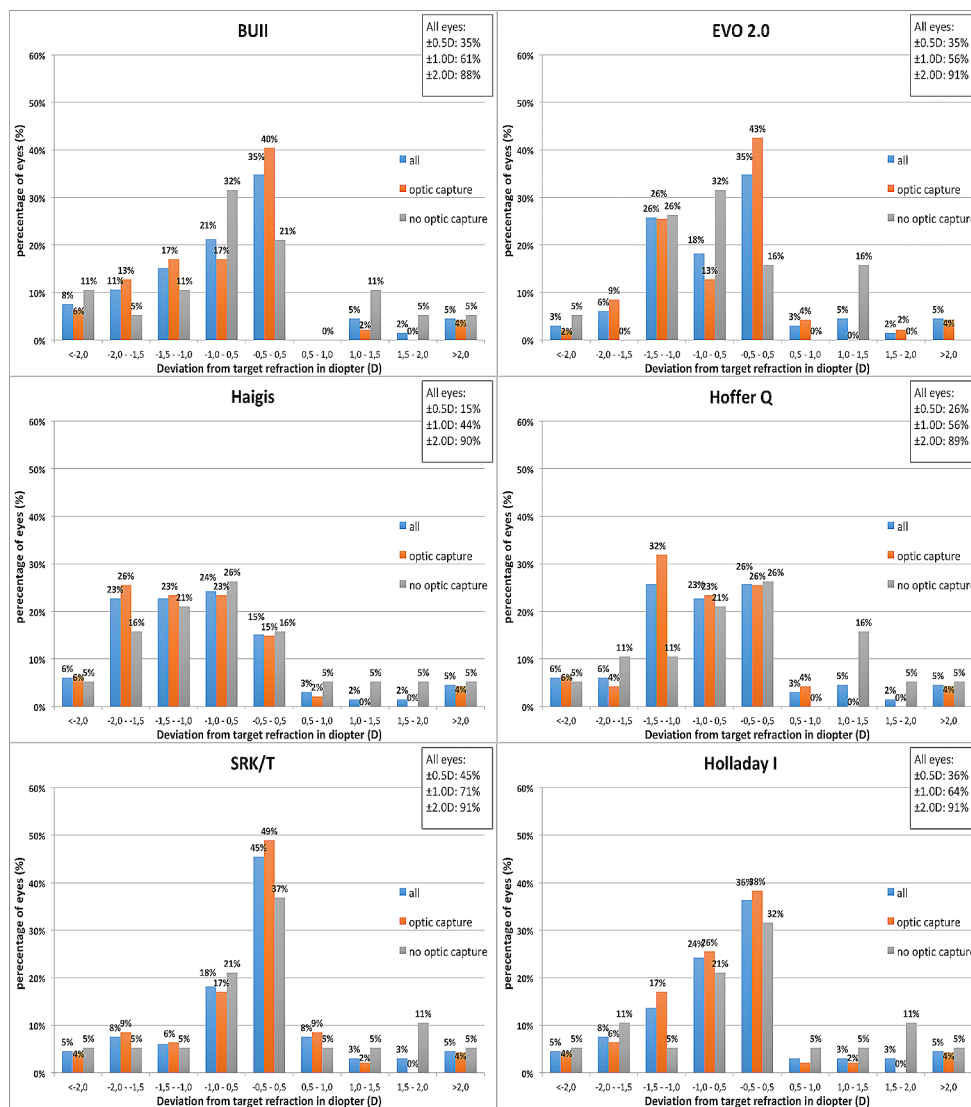 BUII
All eyes:
±0.5D: 35%
±1.0D: 61%
±2.0D: 88%
perecentage of eyes (%)
60%
50%
40%
30%
20%
10%
0%
8%
6%
11%
11%
13%
5%
17%
11%
21%
17%
32%
35%
40%
21%
0%
5%
2%
11%
2%
0%
5%
5%
4%
5%
all
optic capture
no optic capture
<-2,0
-2,0 - -1,5
-1,5 - -1,0
-1,0 - 0,5
-0,5 - 0,5
0,5 - 1,0
1,0 - 1,5
1,5 - 2,0
>2,0
Deviation from target refraction in diopter (D)
EVO 2.0
All eyes:
±0.5D: 35%
±1.0D: 56%
±2.0D: 91%
perecentage of eyes (%)
60%
50%
40%
30%
20%
10%
0%
3%
2%
5%
6%
9%
0%
26%
26%
26%
18%
13%
32%
35%
43%
16%
3%
4%
0%
5%
0%
16%
2%
2%
0%
5%
4%
all
optic capture
no optic capture
<-2,0
-2,0 - -1,5
-1,5 - -1,0
-1,0 - 0,5
-0,5 - 0,5
0,5 - 1,0
1,0 - 1,5
1,5 - 2,0
>2,0
Deviation from target refraction in diopter (D)
Haigis
All eyes:
±0.5D: 15%
±1.0D: 44%
±2.0D: 90%
perecentage of eyes (%)
60%
50%
40%
30%
20%
10%
0%
6%
6%
5%
23%
26%
16%
23%
23%
21%
24%
23%
26%
15%
15%
16%
3%
2%
5%
2%
0%
5%
2%
0%
5%
5%
4%
5%
all
optic capture
no optic capture
<-2,0
-2,0 - -1,5
-1,5 - -1,0
-1,0 - 0,5
-0,5 - 0,5
0,5 - 1,0
1,0 - 1,5
1,5 - 2,0
>2,0
Deviation from target refraction in diopter (D)
Hoffer Q
All eyes:
±0.5D: 26%
±1.0D: 56%
±2.0D: 89%
perecentage of eyes (%)
60%
50%
40%
30%
20%
10%
0%
6%
6%
5%
6%
4%
11%
32%
11%
23%
23%
21%
26%
26%
26%
3%
4%
0%
5%
0%
16%
2%
0%
5%
5%
4%
5%
all
optic capture
no optic capture
<-2,0
-2,0 - -1,5
-1,5 - -1,0
-1,0 - 0,5
-0,5 - 0,5
0,5 - 1,0
1,0 - 1,5
1,5 - 2,0
>2,0
Deviation from target refraction in diopter (D)
SRK/T
All eyes:
±0.5D: 45%
±1.0D: 71%
±2.0D: 91%
perecentage of eyes (%)
60%
50%
40%
30%
20%
10%
0%
5%
4%
5%
8%
9%
5%
6%
5%
18%
17%
21%
45%
49%
37%
8%
9%
5%
3%
2%
5%
3%
0%
11%
5%
4%
5%
all
optic capture
no optic capture
<-2,0
-2,0 - -1,5
-1,5 - -1,0
-1,0 - 0,5
-0,5 - 0,5
0,5 - 1,0
1,0 - 1,5
1,5 - 2,0
>2,0
Deviation from target refraction in diopter (D)
Holladay I
All eyes:
±0.5D: 36%
±1.0D: 64%
±2.0D: 91%
perecentage of eyes (%)
60%
50%
40%
30%
20%
10%
0%
5%
4%
5%
8%
6%
11%
17%
5%
24%
26%
21%
36%
38%
32%
5%
3%
2%
5%
3%
0%
11%
5%
4%
5%
all
optic capture
no optic capture
<-2,0
-2,0 - -1,5
-1,5 - -1,0
-1,0 - 0,5
-0,5 - 0,5
0,5 - 1,0
1,0 - 1,5
1,5 - 2,0
>2,0
Deviation from target refraction in diopter (D)